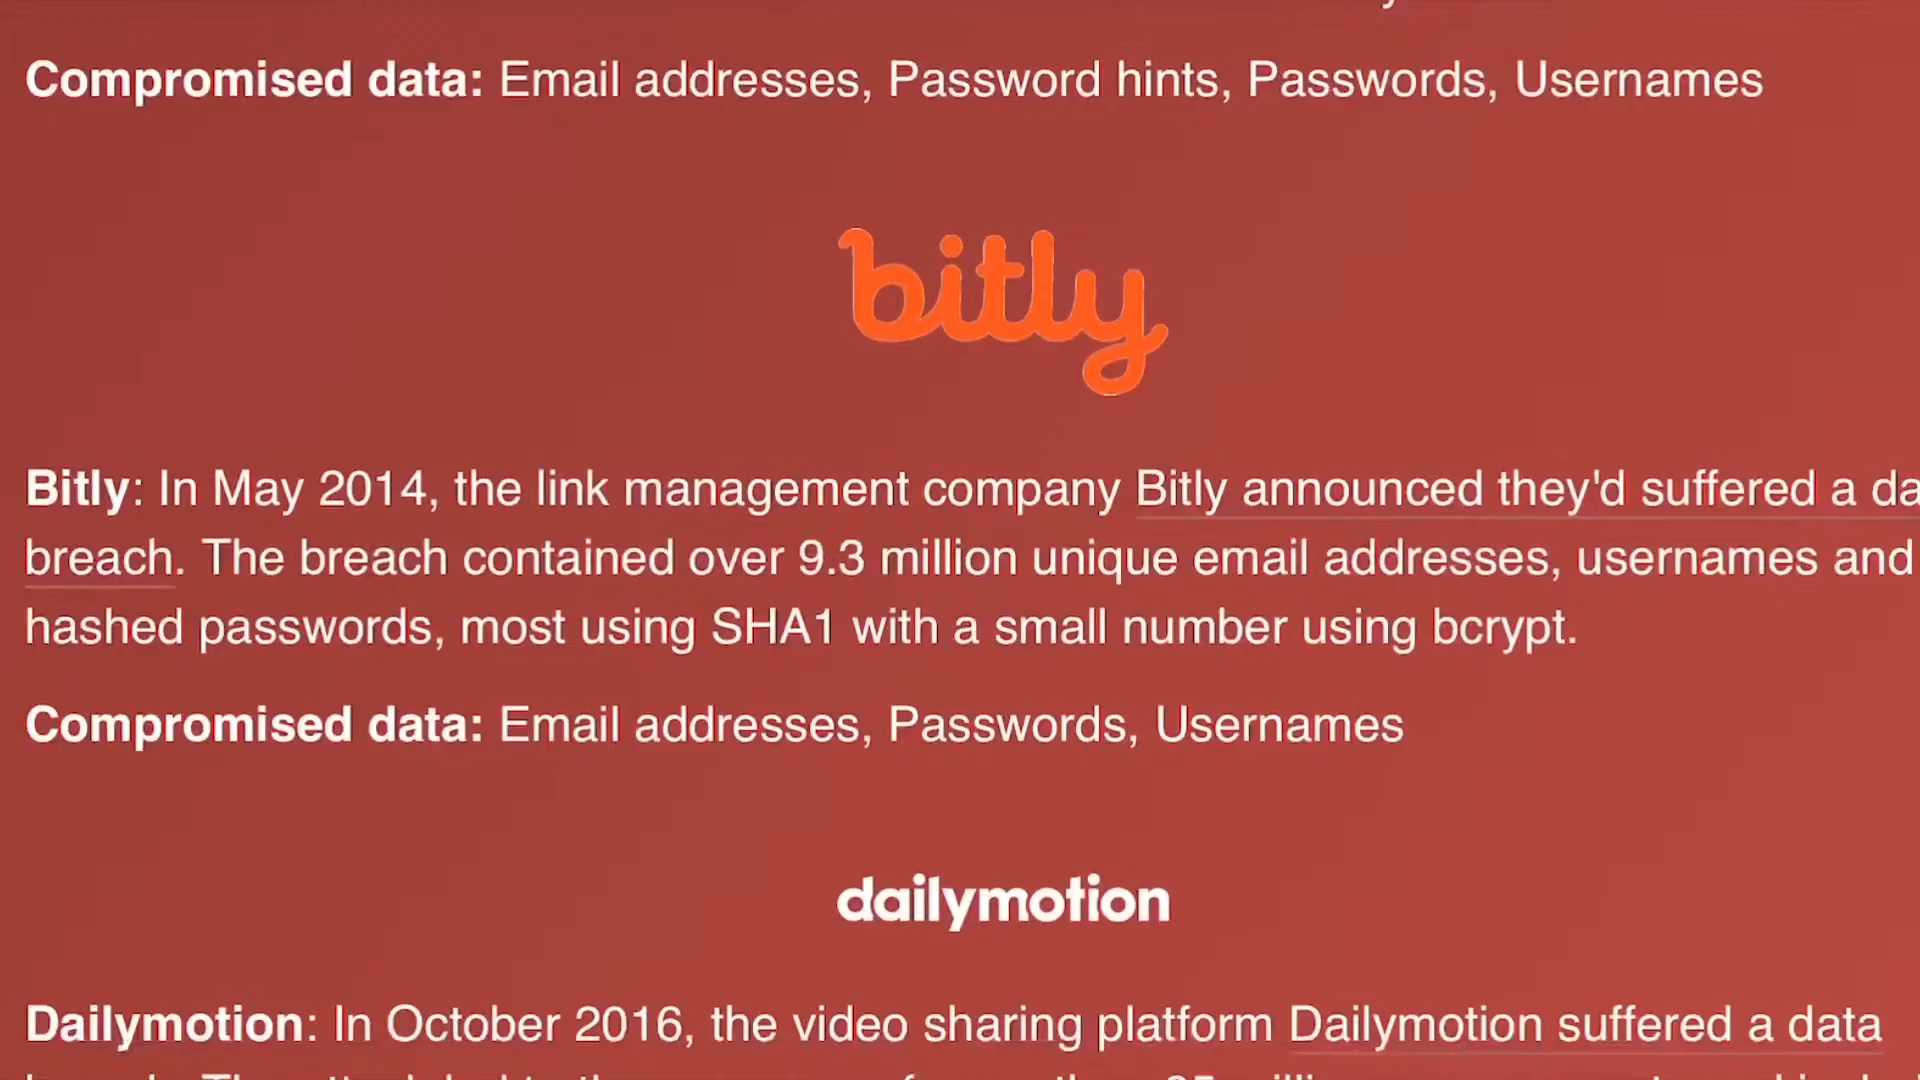 Compromised data: Email addresses, Password hints, Passwords, Usernames
bitly
Bitly: In May 2014, the link management company Bitly announced they'd suffered a da
breach. The breach contained over 9.3 million unique email addresses, usernames and
hashed passwords, most using SHA1 with a small number using bcrypt.
Compromised data: Email addresses, Passwords, Usernames
dailymotion
Dailymotion: In October 2016, the video sharing platform Dailymotion suffered a data